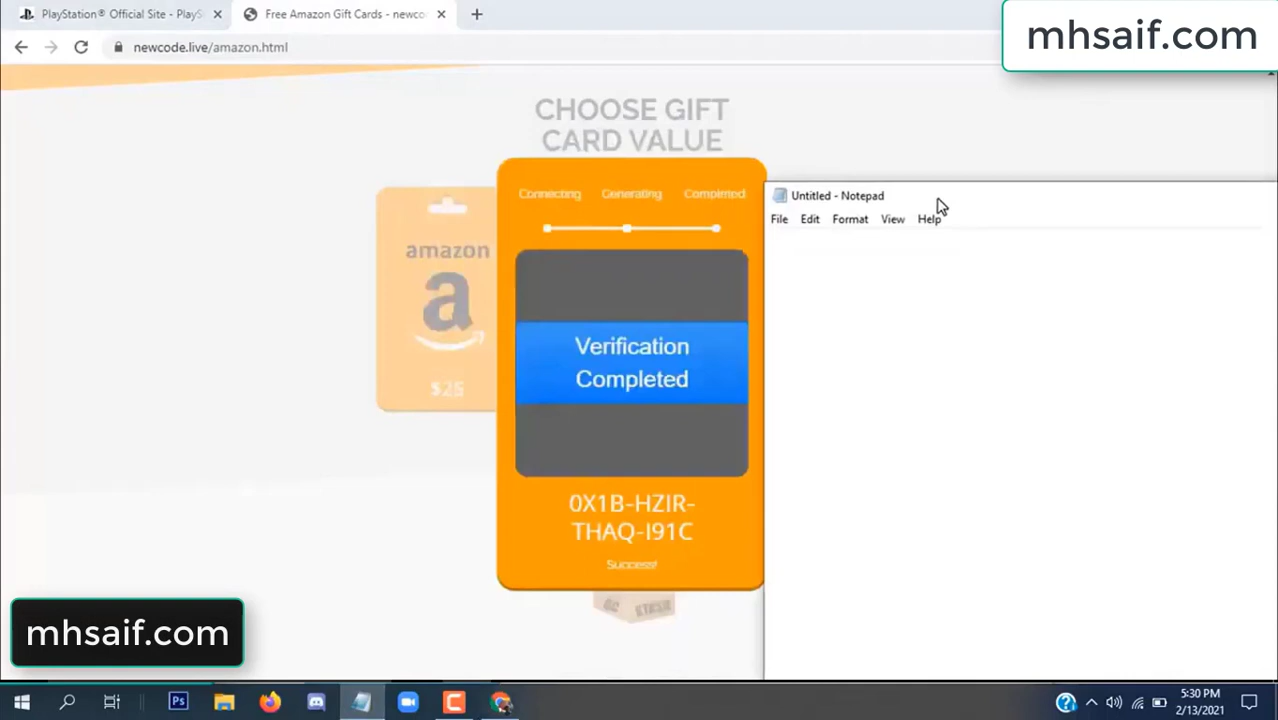 PlayStation® Official Site - PlayS
Free Amazon Gift Cards - newco
mhsaif.com
newcode.live/amazon.html
CHOOSE GIFT
CARD VALUE
Connecting Generating Completed
Untitled - Notepad
File Edit Format View Help
amazon
a
$25
Verification
Completed
0X1B-HZIR-
THAQ-I91C
Success!
mhsaif.com
Ps
5:30 PM
2/13/2021